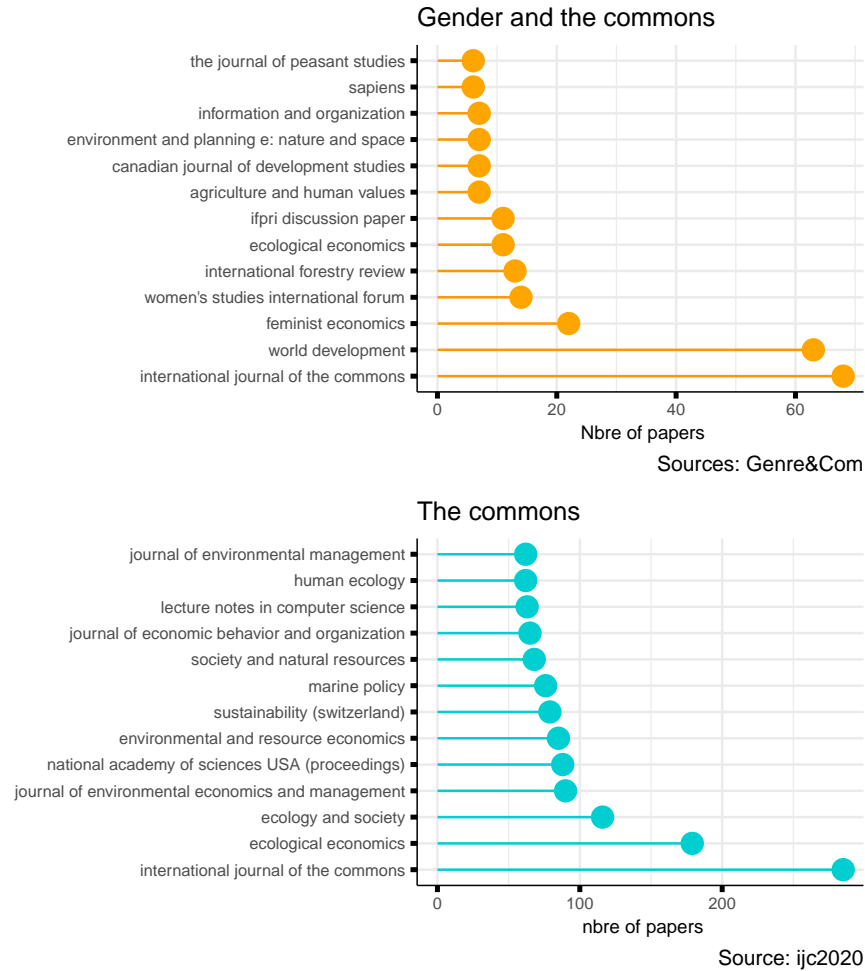 Gender and the commons
the journal of peasant studies
sapiens
information and organization
environment and planning e: nature and space
canadian journal of development studies
agriculture and human values
ifpri discussion paper
ecological economics
international forestry review
women's studies international forum
feminist economics
world development
international journal of the commons
0 20 40 60
Nbre of papers
Sources: Genre&Com
The commons
journal of environmental management
human ecology
lecture notes in computer science
journal of economic behavior and organization
society and natural resources
marine policy
sustainability (switzerland)
environmental and resource economics
national academy of sciences USA (proceedings)
journal of environmental economics and management
ecology and society
ecological economics
international journal of the commons
0 100 200
nbre of papers
Source: ijc2020